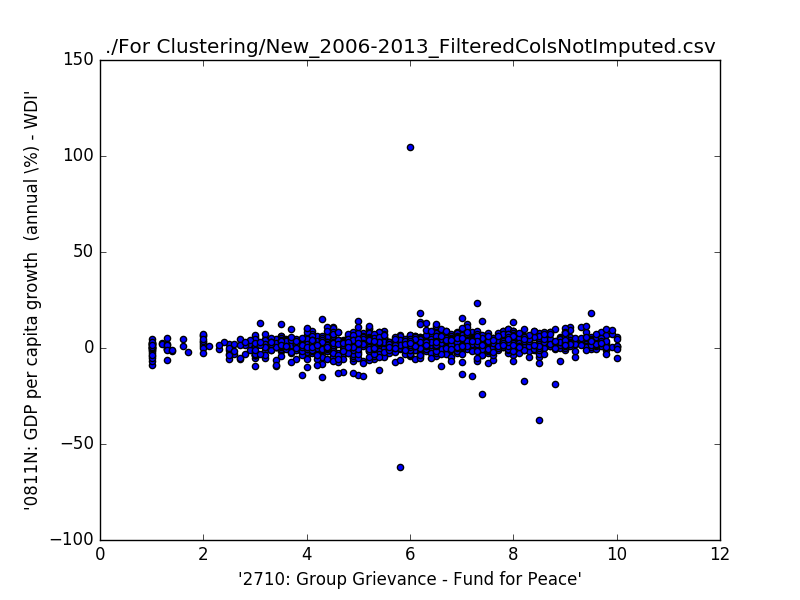 ./For Clustering/New_2006-2013_FilteredColsNotImputed.csv
150
100
50
0
−50
−100
0 2 4 6 8 10 12
'0811N: GDP per capita growth  (annual \%) - WDI'
'2710: Group Grievance - Fund for Peace'